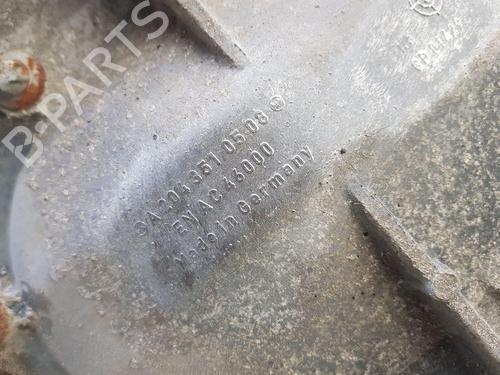 B-PARTS
A 204 351 05 08
EN AC 46000
Made in Germany